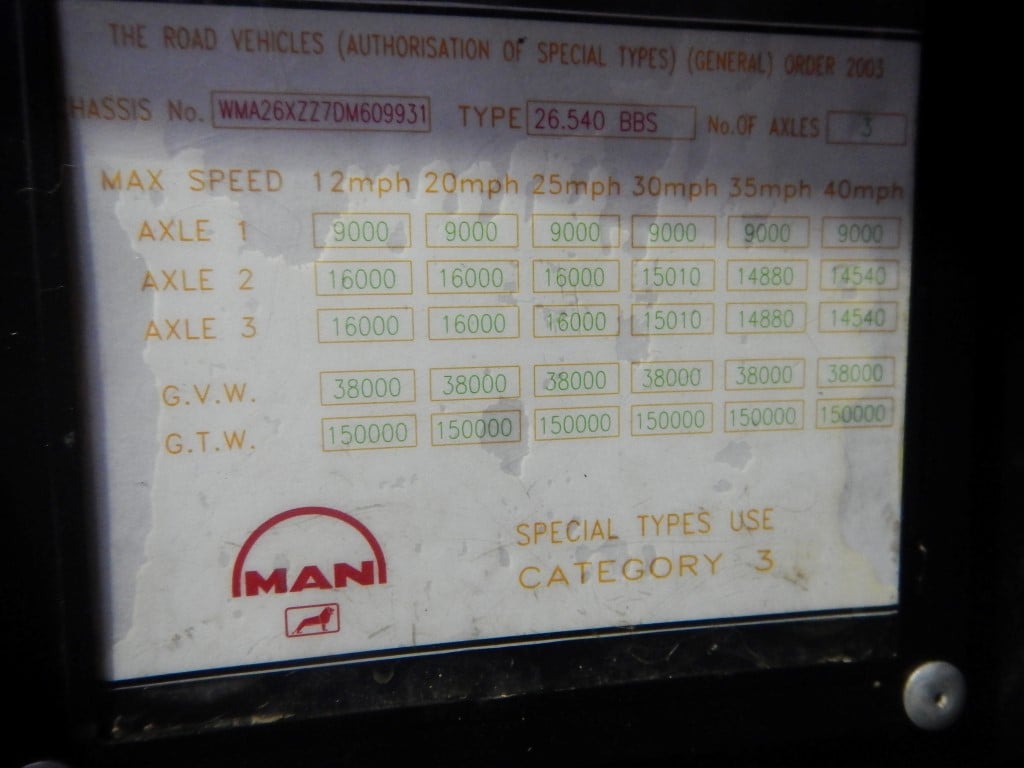 THE ROAD VEHICLES (AUTHORISATION OF SPECIAL TYPES) (GENERAL) ORDER 2003
HASSIS No. WMA26XZZ7DM609931 TYPE 26.540 BBS No.OF AXLES 3
MAX SPEED 12mph 20mph 25mph 30mph 35mph 40mph
AXLE 1 9000 9000 9000 9000 9000 9000
AXLE 2 16000 16000 16000 15010 14880 14540
AXLE 3 16000 16000 16000 15010 14880 14540
G.V.W. 38000 38000 38000 38000 38000 38000
G.T.W. 150000 150000 150000 150000 150000 150000
MAN
SPECIAL TYPES USE
CATEGORY 3